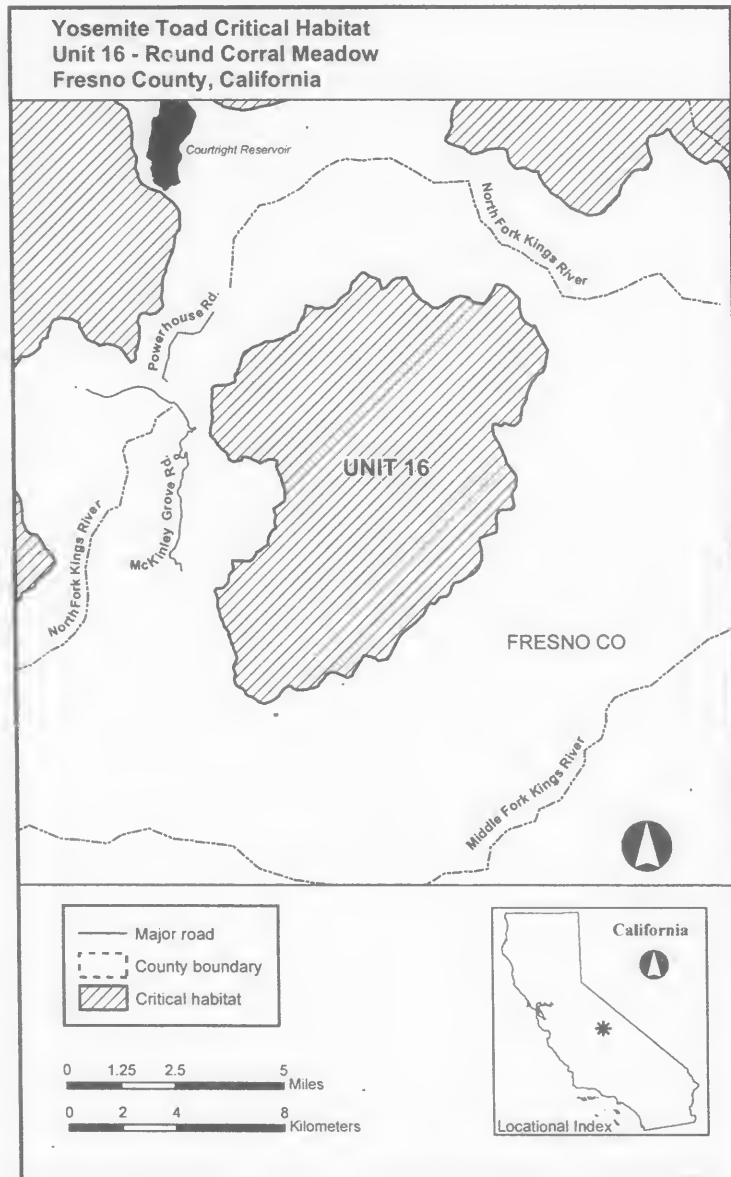 Yosemite Toad Critical Habitat
Unit 16 - Round Corral Meadow
Fresno County, California
Courtright Reservoir
North Fork Kings River
Powerhouse Rd.
UNIT 16
McKinley Grove Rd.
North Fork Kings River
FRESNO CO
Middle Fork Kings River
Major road
County boundary
Critical habitat
0 1.25 2.5 5
Miles
0 2 4 8
Kilometers
California
Locational Index